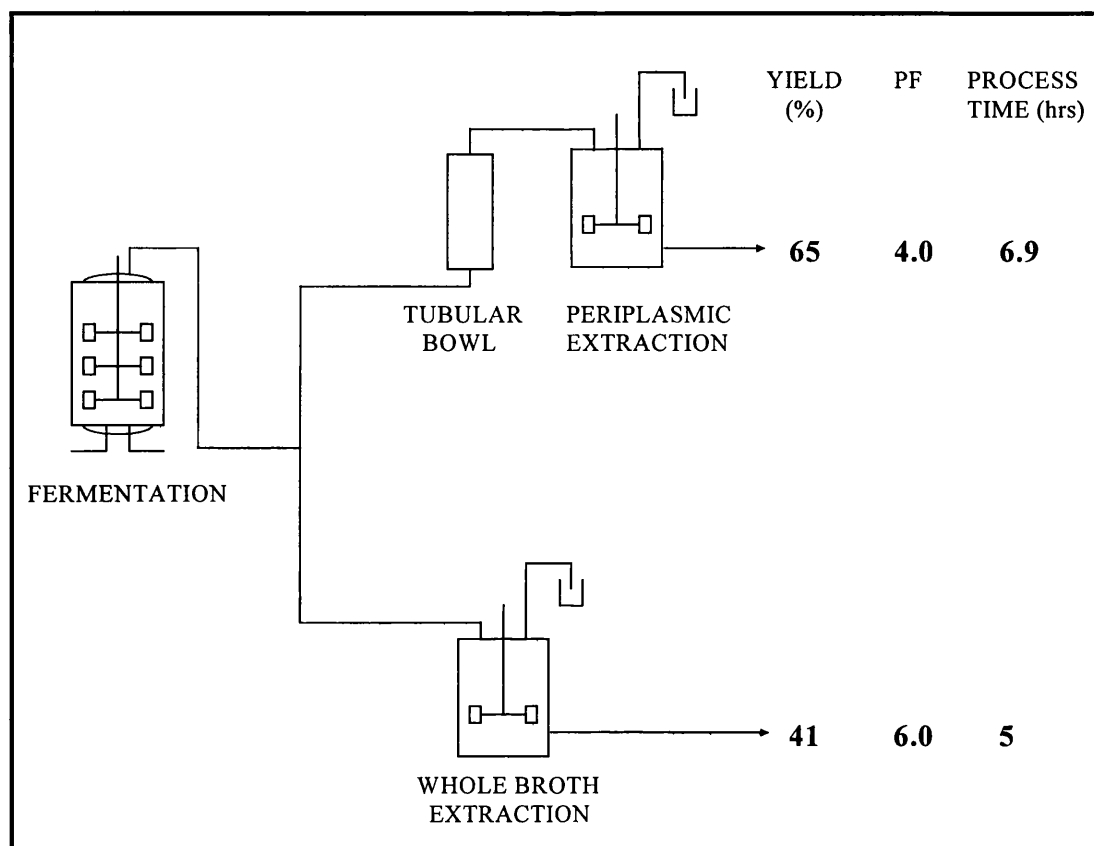 YIELD PF PROCESS
(%) TIME (hrs)
65 4.0 6.9
TUBULAR PERIPLASMIC
BOWL EXTRACTION
FERMENTATION
41 6.0 5
WHOLE BROTH
EXTRACTION